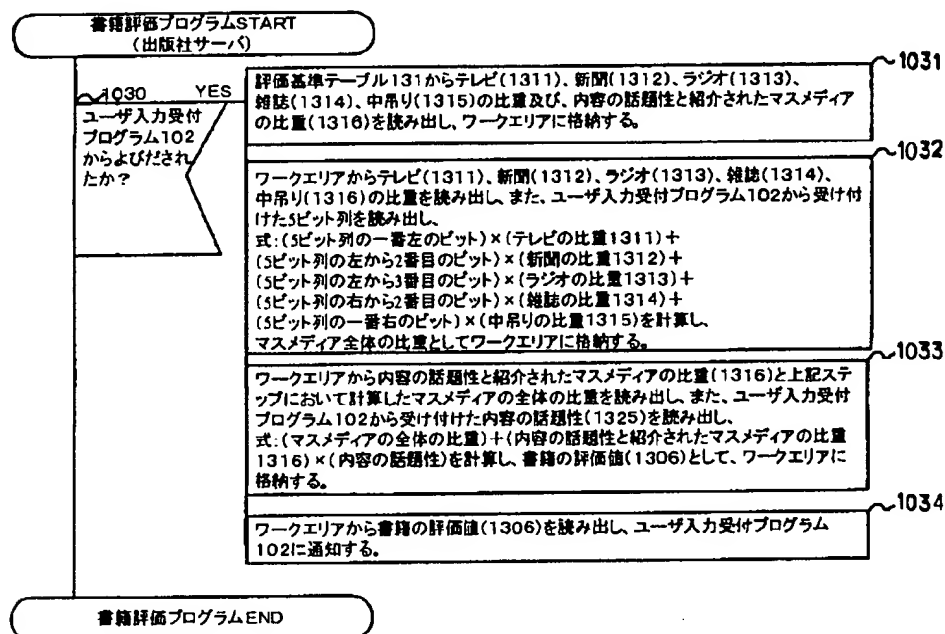 書籍評価プログラムSTART
(出版社サーバ)
1030 YES
ユーザ入力受付
プログラム102
からよびだされ
たか?
1031
評価基準テーブル131からテレビ(1311)、新聞(1312)、ラジオ(1313)、
雑誌(1314)、中吊り(1315)の比重及び、内容の話題性と紹介されたマスメディア
の比重(1316)を読み出し、ワークエリアに格納する。
1032
ワークエリアからテレビ(1311)、新聞(1312)、ラジオ(1313)、雑誌(1314)、
中吊り(1316)の比重を読み出し、また、ユーザ入力受付プログラム102から受け付
けた5ビット列を読み出し、
式:(5ビット列の一番左のビット)×(テレビの比重1311)+
(5ビット列の左から2番目のビット)×(新聞の比重1312)+
(5ビット列の左から3番目のビット)×(ラジオの比重1313)+
(5ビット列の右から2番目のビット)×(雑誌の比重1314)+
(5ビット列の一番右のビット)×(中吊りの比重1315)を計算し、
マスメディア全体の比重としてワークエリアに格納する。
1033
ワークエリアから内容の話題性と紹介されたマスメディアの比重(1316)と上記ステ
ップにおいて計算したマスメディアの全体の比重を読み出し、また、ユーザ入力受付
プログラム102から受け付けた内容の話題性(1325)を読み出し、
式:(マスメディアの全体の比重)+(内容の話題性と紹介されたマスメディアの比重
1316)×(内容の話題性)を計算し、書籍の評価値(1306)として、ワークエリアに
格納する。
1034
ワークエリアから書籍の評価値(1306)を読み出し、ユーザ入力受付プログラム
102に通知する。
書籍評価プログラムEND